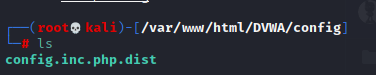 ┌──(root💀kali)-[/var/www/html/DVWA/config]
└─# ls
config.inc.php.dist